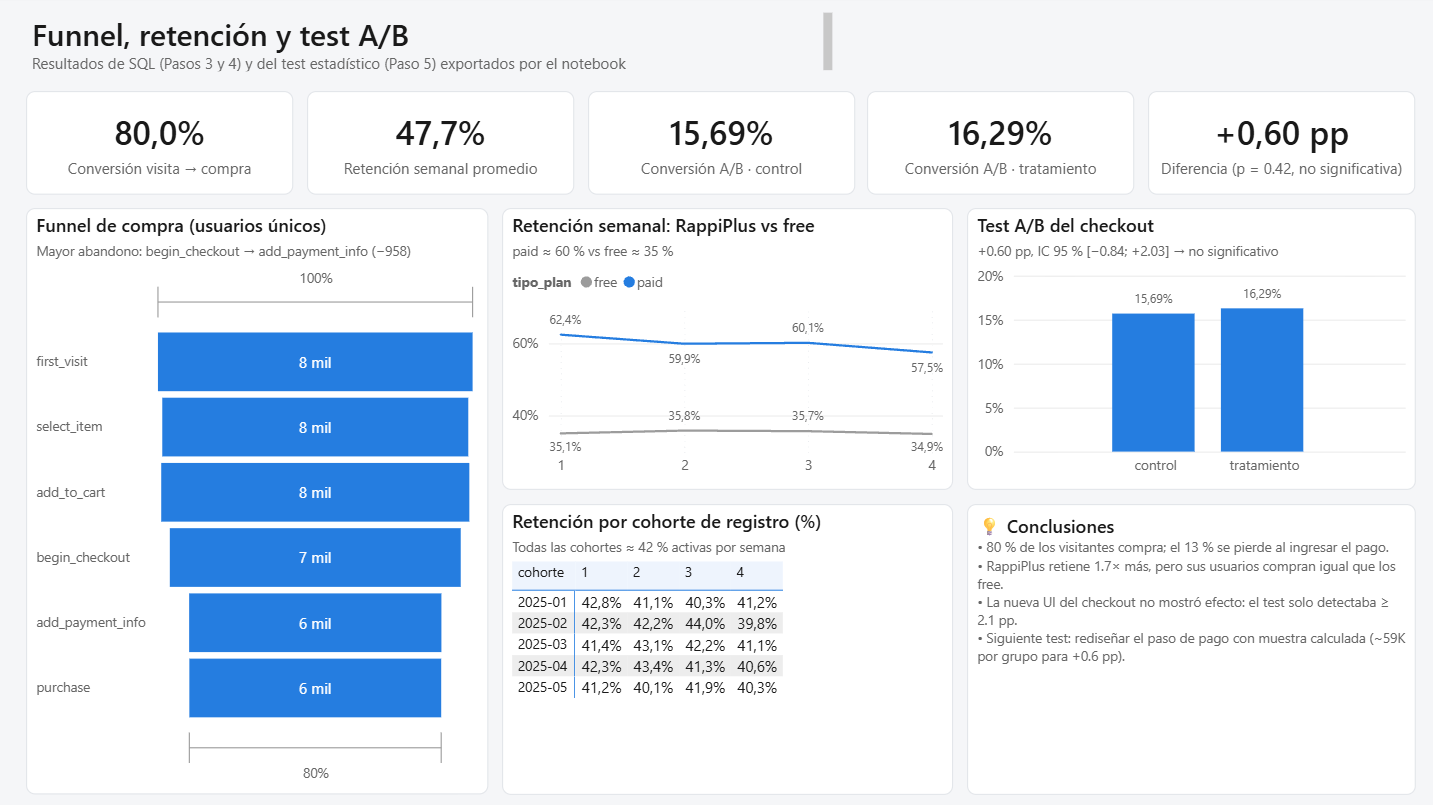 Funnel, retención y test A/B
Resultados de SQL (Pasos 3 y 4) y del test estadístico (Paso 5) exportados por el notebook
80,0%
Conversión visita → compra
47,7%
Retención semanal promedio
15,69%
Conversión A/B · control
16,29%
Conversión A/B · tratamiento
+0,60 pp
Diferencia (p = 0.42, no significativa)
Funnel de compra (usuarios únicos)
Mayor abandono: begin_checkout → add_payment_info (−958)
100%
first_visit 8 mil
select_item 8 mil
add_to_cart 8 mil
begin_checkout 7 mil
add_payment_info 6 mil
purchase 6 mil
80%
Retención semanal: RappiPlus vs free
paid ≈ 60 % vs free ≈ 35 %
tipo_plan free paid
62,4%
60,1%
60%
59,9%
57,5%
40%
35,8% 35,7%
35,1% 34,9%
1 2 3 4
Test A/B del checkout
+0.60 pp, IC 95 % [−0.84; +2.03] → no significativo
20%
15,69% 16,29%
15%
10%
5%
0%
control tratamiento
Retención por cohorte de registro (%)
Todas las cohortes ≈ 42 % activas por semana
cohorte 1 2 3 4
2025-01 42,8% 41,1% 40,3% 41,2%
2025-02 42,3% 42,2% 44,0% 39,8%
2025-03 41,4% 43,1% 42,2% 41,1%
2025-04 42,3% 43,4% 41,3% 40,6%
2025-05 41,2% 40,1% 41,9% 40,3%
💡 Conclusiones
• 80 % de los visitantes compra; el 13 % se pierde al ingresar el pago.
• RappiPlus retiene 1.7× más, pero sus usuarios compran igual que los
free.
• La nueva UI del checkout no mostró efecto: el test solo detectaba ≥
2.1 pp.
• Siguiente test: rediseñar el paso de pago con muestra calculada (~59K
por grupo para +0.6 pp).